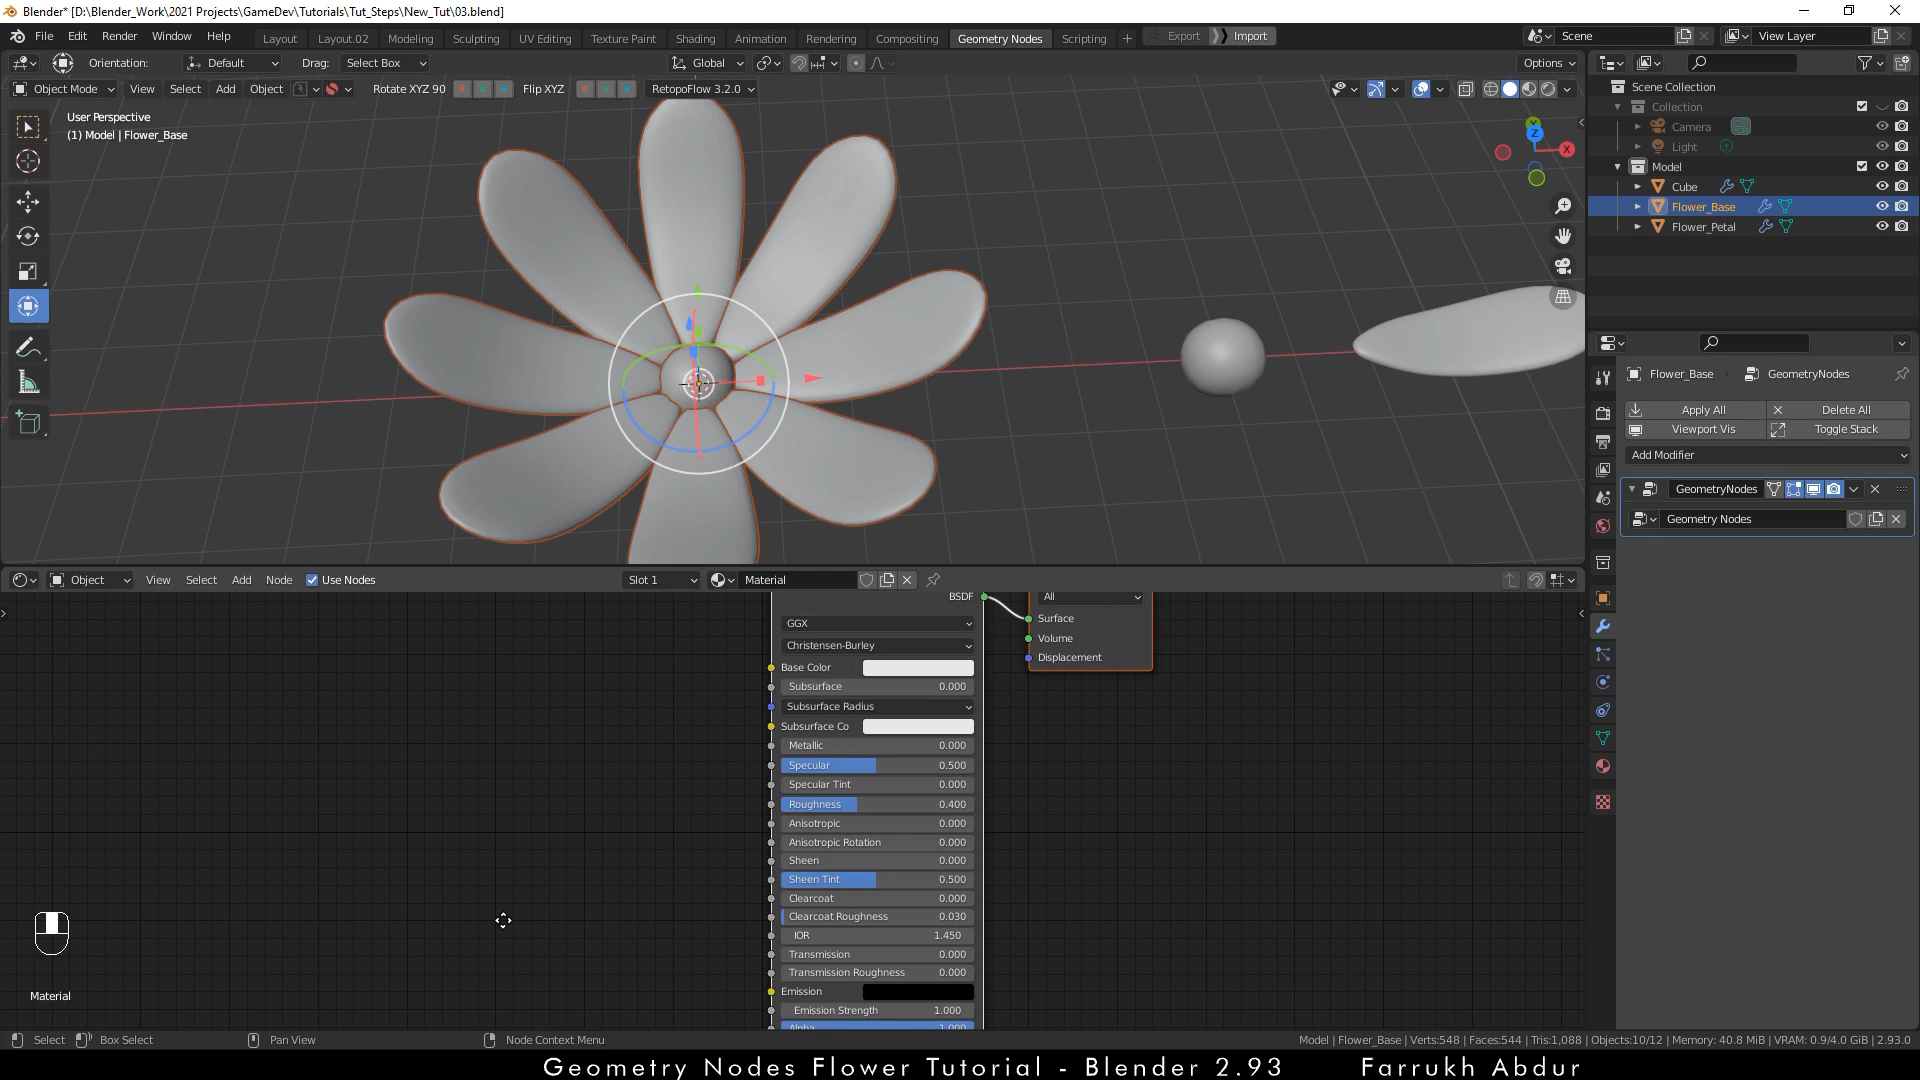 Blender* [D:\Blender_Work\2021 Projects\GameDev\Tutorials\Tut_Steps\New_Tut\03.blend]
File Edit Render Window Help Layout Layout.02 Modeling Sculpting UV Editing Texture Paint Shading Animation Rendering Compositing Geometry Nodes Scripting + Export Import Scene View Layer
Orientation: Default Drag: Select Box Global Options
Object Mode View Select Add Object Rotate XYZ 90 Flip XYZ RetopoFlow 3.2.0
User Perspective
(1) Model | Flower_Base
Y
Z
X
Scene Collection
Collection
Camera
Light
Model
Cube
Flower_Base
Flower_Petal
Flower_Base GeometryNodes
Apply All Delete All
Viewport Vis Toggle Stack
Add Modifier
GeometryNodes
Geometry Nodes
Object View Select Add Node Use Nodes Slot 1 Material
BSDF
GGX
Christensen-Burley
Base Color
Subsurface 0.000
Subsurface Radius
Subsurface Co
Metallic 0.000
Specular 0.500
Specular Tint 0.000
Roughness 0.400
Anisotropic 0.000
Anisotropic Rotation 0.000
Sheen 0.000
Sheen Tint 0.500
Clearcoat 0.000
Clearcoat Roughness 0.030
IOR 1.450
Transmission 0.000
Transmission Roughness 0.000
Emission
Emission Strength 1.000
Alpha 1.000
All
Surface
Volume
Displacement
Material
Select Box Select Pan View Node Context Menu
Model | Flower_Base | Verts:548 | Faces:544 | Tris:1,088 | Objects:10/12 | Memory: 40.8 MiB | VRAM: 0.9/4.0 GiB | 2.93.0
Geometry Nodes Flower Tutorial - Blender 2.93 Farrukh Abdur